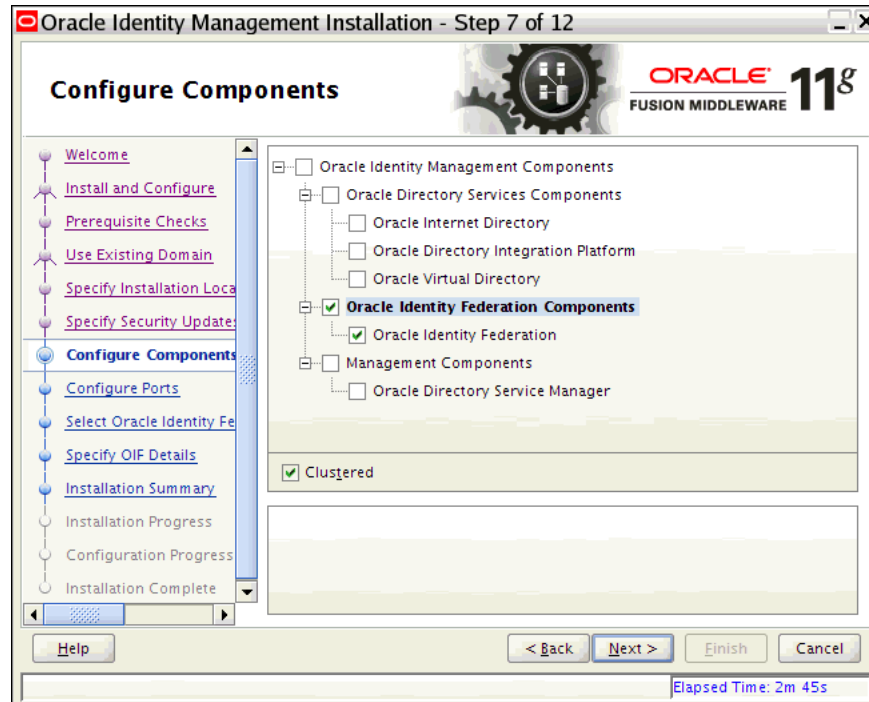 Oracle Identity Management Installation - Step 7 of 12
Configure Components
ORACLE
FUSION MIDDLEWARE
11g
Welcome
Install and Configure
Prerequisite Checks
Use Existing Domain
Specify Installation Loca
Specify Security Updates
Configure Components
Configure Ports
Select Oracle Identity Fe
Specify OIF Details
Installation Summary
Installation Progress
Configuration Progress
Installation Complete
Oracle Identity Management Components
Oracle Directory Services Components
Oracle Internet Directory
Oracle Directory Integration Platform
Oracle Virtual Directory
Oracle Identity Federation Components
Oracle Identity Federation
Management Components
Oracle Directory Service Manager
Clustered
Help
< Back
Next >
Finish
Cancel
Elapsed Time: 2m 45s